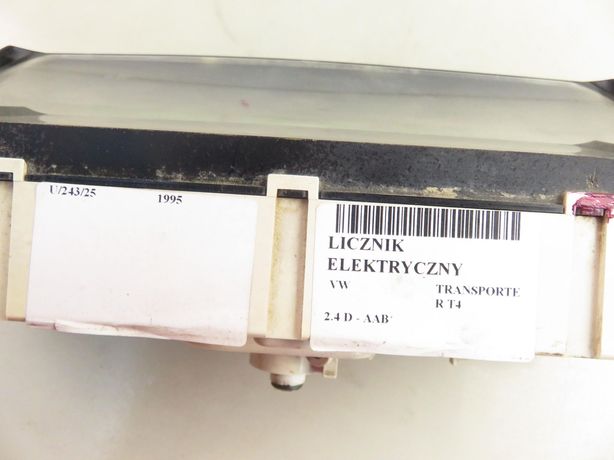 U/243/25 1995
LICZNIK
ELEKTRYCZNY
VW TRANSPORTE
R T4
2.4 D - AAB